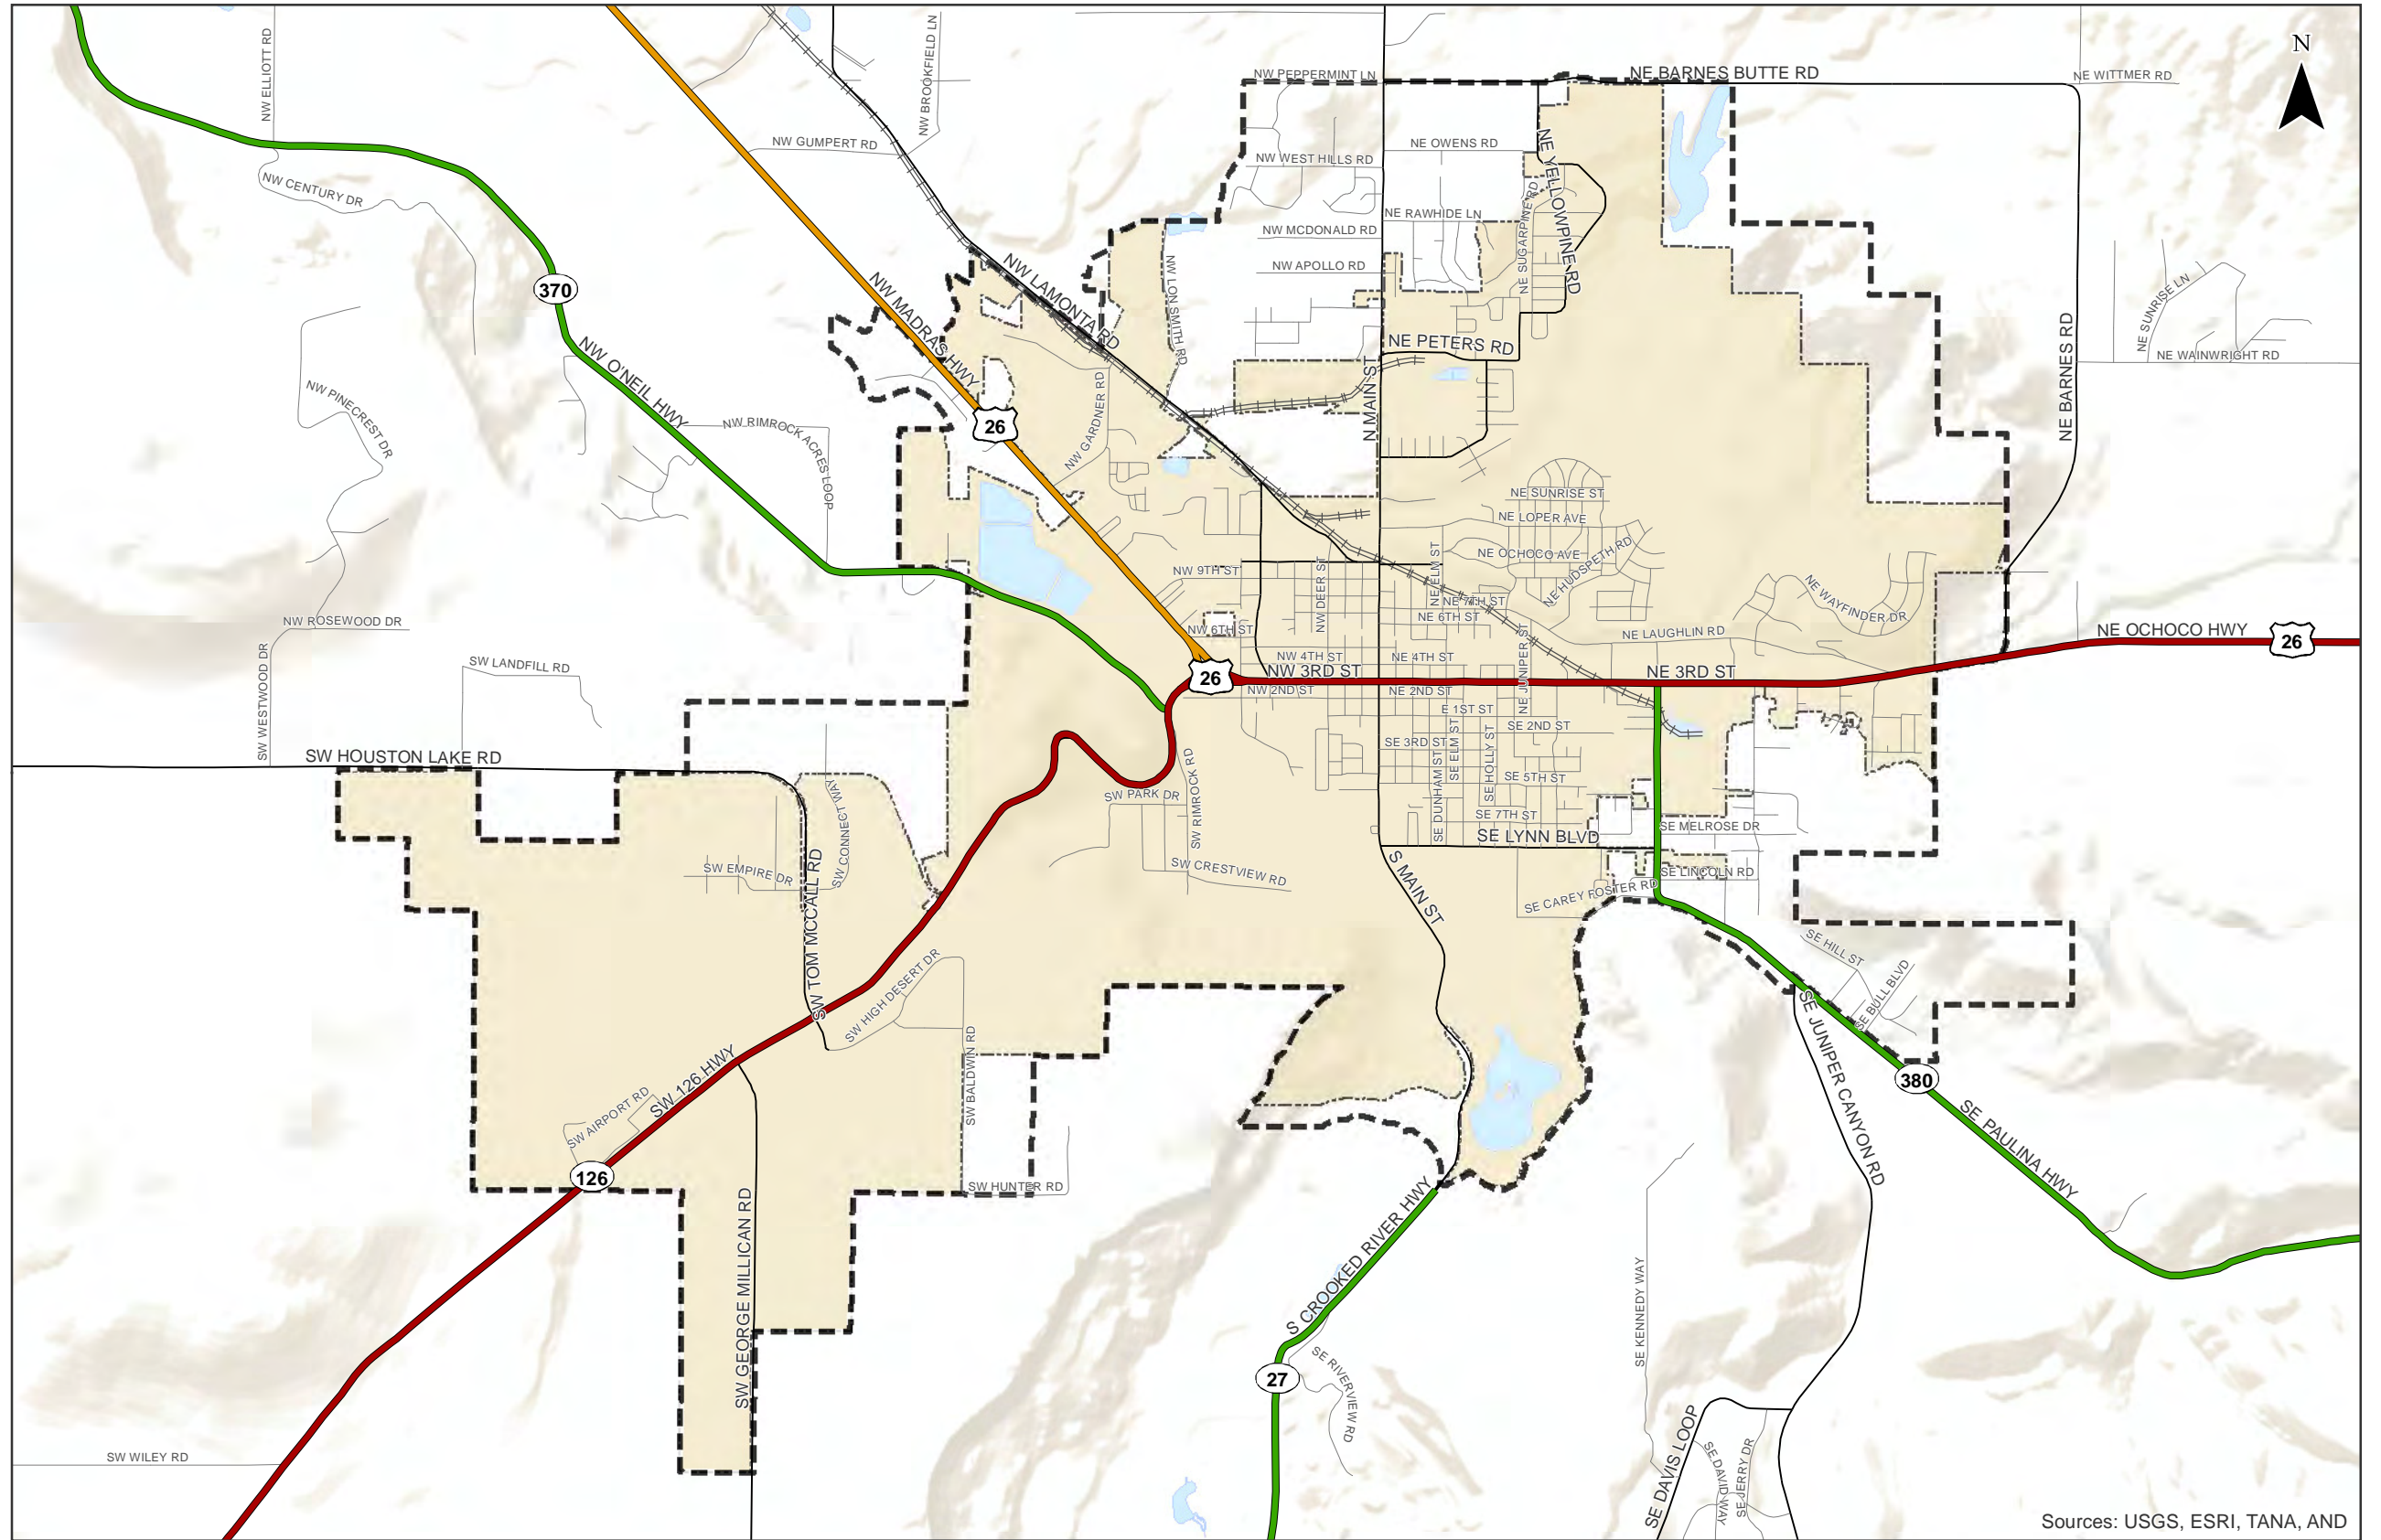 N
NW PEPPERMINT LN
NE BARNES BUTTE RD
NE WITTMER RD
NW ELLIOTT RD
NW BROOKFIELD LN
NW GUMPERT RD
NE OWENS RD
NW WEST HILLS RD
NE YELLOWPINE RD
NW CENTURY DR
NE SUGARPINE RD
NE RAWHIDE LN
NW MCDONALD RD
NW APOLLO RD
NW LAMONTA RD
NW LON SMITH RD
370
NW MADRAS HWY
NE SUNRISE LN
NE WAINWRIGHT RD
NE BARNES RD
NW O'NEIL HWY
NE PETERS RD
N MAIN ST
NW PINECREST DR
NW RIMROCK ACRES LOOP
26
NW GARDNER RD
NE SUNRISE ST
NE LOPER AVE
NE OCHOCO AVE
NE HUDSPETH RD
NE ELM ST
NW DEER ST
NW 9TH ST
NE 7TH ST
NE 6TH ST
NE WAYFINDER DR
NW ROSEWOOD DR
NW 6TH ST
NE JUNIPER ST
NE LAUGHLIN RD
NE OCHOCO HWY
26
NW 4TH ST
NE 4TH ST
SW WESTWOOD DR
SW LANDFILL RD
26
NW 3RD ST
NE 3RD ST
NW 2ND ST
NE 2ND ST
E 1ST ST
SE 2ND ST
SW HOUSTON LAKE RD
SE 3RD ST
SE ELM ST
SE HOLLY ST
SE DUNHAM ST
SE 5TH ST
SW PARK DR
SW RIMROCK RD
SW CONNECT WAY
SE 7TH ST
SE LYNN BLVD
SE MELROSE DR
SW EMPIRE DR
SW TOM MCCALL RD
SW CRESTVIEW RD
SE LINCOLN RD
SE CAREY FOSTER RD
S MAIN ST
SE HILL ST
SE BULL BLVD
SW HIGH DESERT DR
SE JUNIPER CANYON RD
SW BALDWIN RD
SW 126 HWY
SW AIRPORT RD
380
SE PAULINA HWY
126
SW HUNTER RD
SW GEORGE MILLICAN RD
S CROOKED RIVER HWY
SE KENNEDY WAY
27
SE RIVERVIEW RD
SW WILEY RD
SE DAVIS LOOP
SE DAVID WAY
SE JERRY DR
Sources: USGS, ESRI, TANA, AND